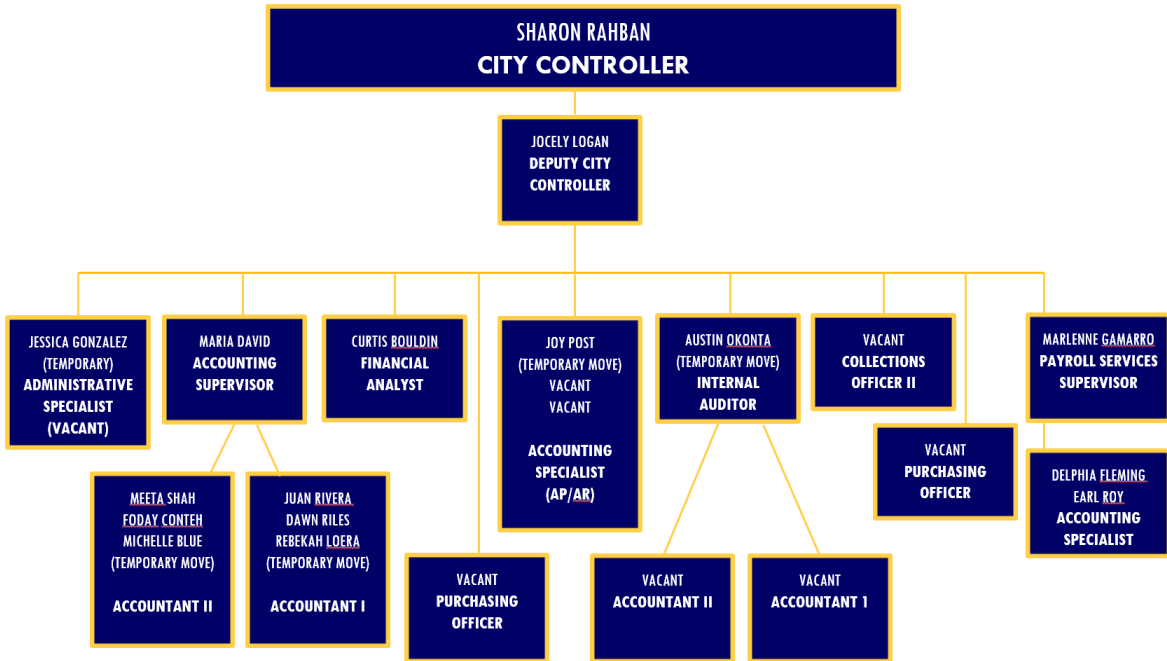 SHARON RAHBAN
CITY CONTROLLER
JOCELY LOGAN
DEPUTY CITY
CONTROLLER
JESSICA GONZALEZ
(TEMPORARY)
ADMINISTRATIVE
SPECIALIST
(VACANT)
MARIA DAVID
ACCOUNTING
SUPERVISOR
CURTIS BOULDIN
FINANCIAL
ANALYST
JOY POST
(TEMPORARY MOVE)
VACANT
VACANT
ACCOUNTING
SPECIALIST
(AP/AR)
AUSTIN OKONTA
(TEMPORARY MOVE)
INTERNAL
AUDITOR
VACANT
COLLECTIONS
OFFICER II
MARLENNE GAMARRO
PAYROLL SERVICES
SUPERVISOR
MEETA SHAH
FODAY CONTEH
MICHELLE BLUE
(TEMPORARY MOVE)
ACCOUNTANT II
JUAN RIVERA
DAWN RILES
REBEKAH LOERA
(TEMPORARY MOVE)
ACCOUNTANT I
VACANT
PURCHASING
OFFICER
VACANT
ACCOUNTANT II
VACANT
ACCOUNTANT 1
VACANT
PURCHASING
OFFICER
DELPHIA FLEMING
EARL ROY
ACCOUNTING
SPECIALIST